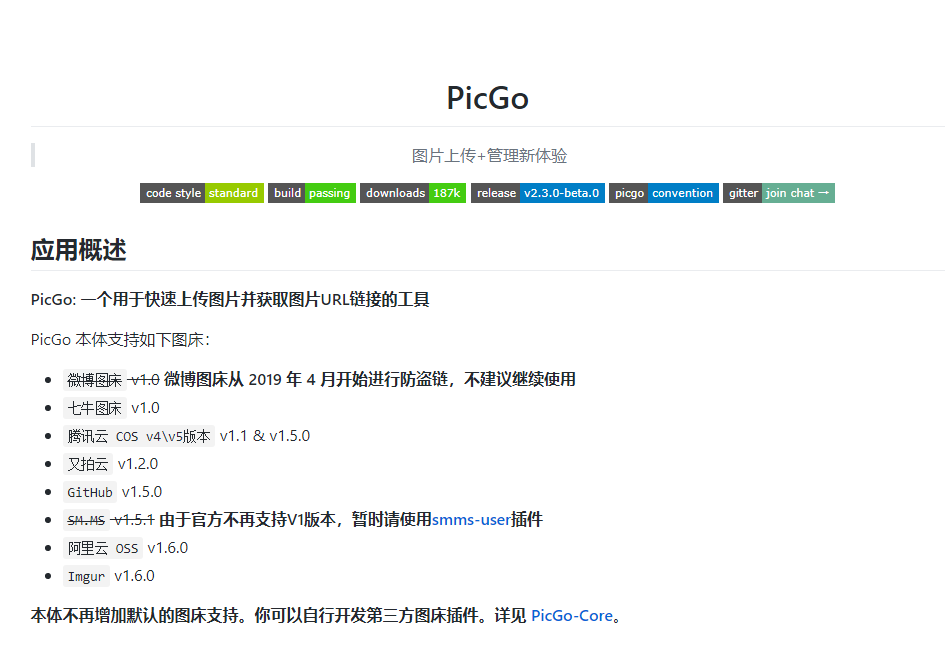 PicGo
图片上传+管理新体验
code style standard build passing downloads 187k release v2.3.0-beta.0 picgo convention gitter join chat →
应用概述
PicGo: 一个用于快速上传图片并获取图片URL链接的工具
PicGo 本体支持如下图床：
微博图床 v1.0 微博图床从 2019 年 4 月开始进行防盗链，不建议继续使用
七牛图床 v1.0
腾讯云 COS v4\v5版本 v1.1 & v1.5.0
又拍云 v1.2.0
GitHub v1.5.0
SM.MS v1.5.1 由于官方不再支持V1版本，暂时请使用smms-user插件
阿里云 OSS v1.6.0
Imgur v1.6.0
本体不再增加默认的图床支持。你可以自行开发第三方图床插件。详见 PicGo-Core。